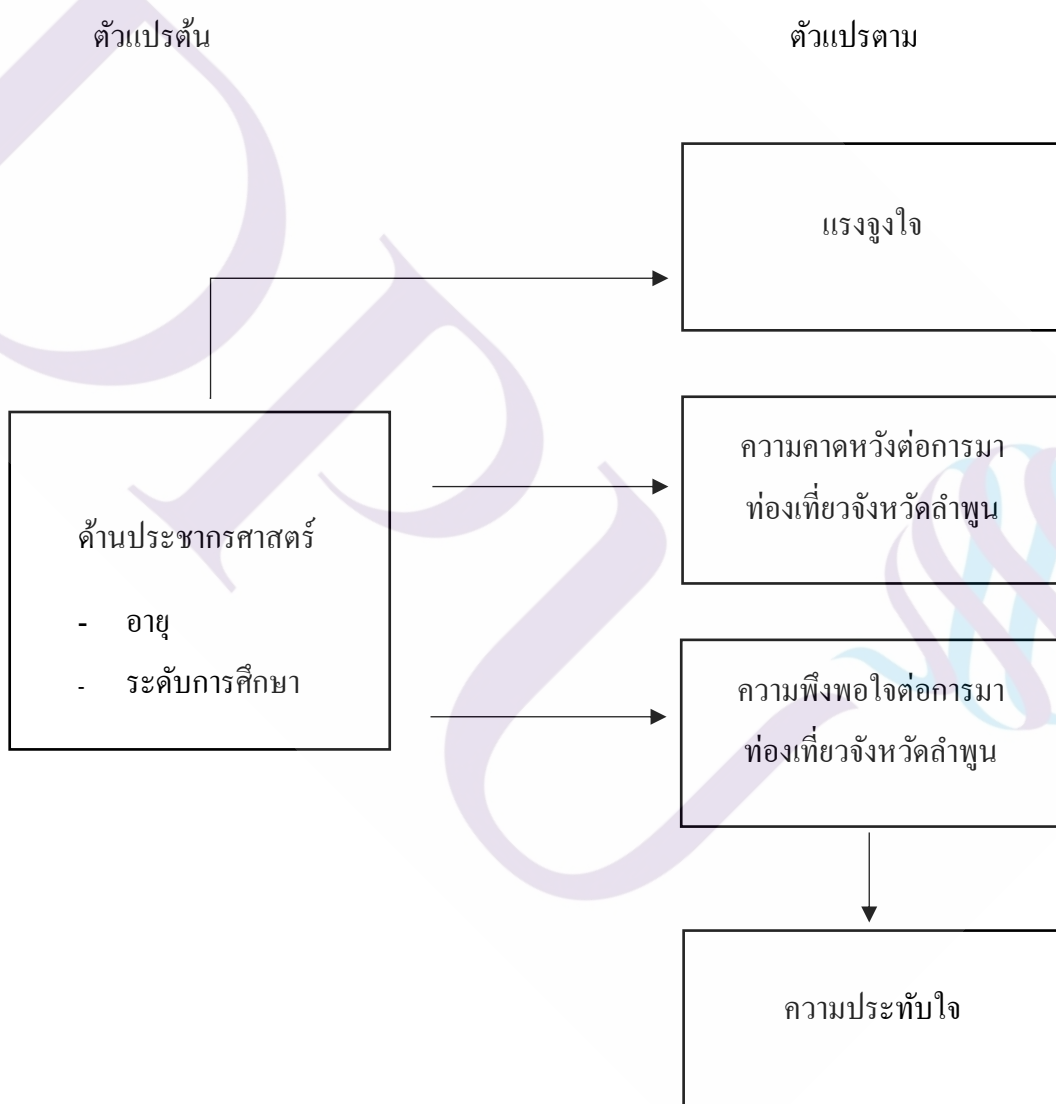 ตัวแปรต้น
ตัวแปรตาม
แรงจูงใจ
ความคาดหวังต่อการมา
ท่องเที่ยวจังหวัดลำพูน
ด้านประชากรศาสตร์
- อายุ
- ระดับการศึกษา
ความพึงพอใจต่อการมา
ท่องเที่ยวจังหวัดลำพูน
ความประทับใจ
DPU